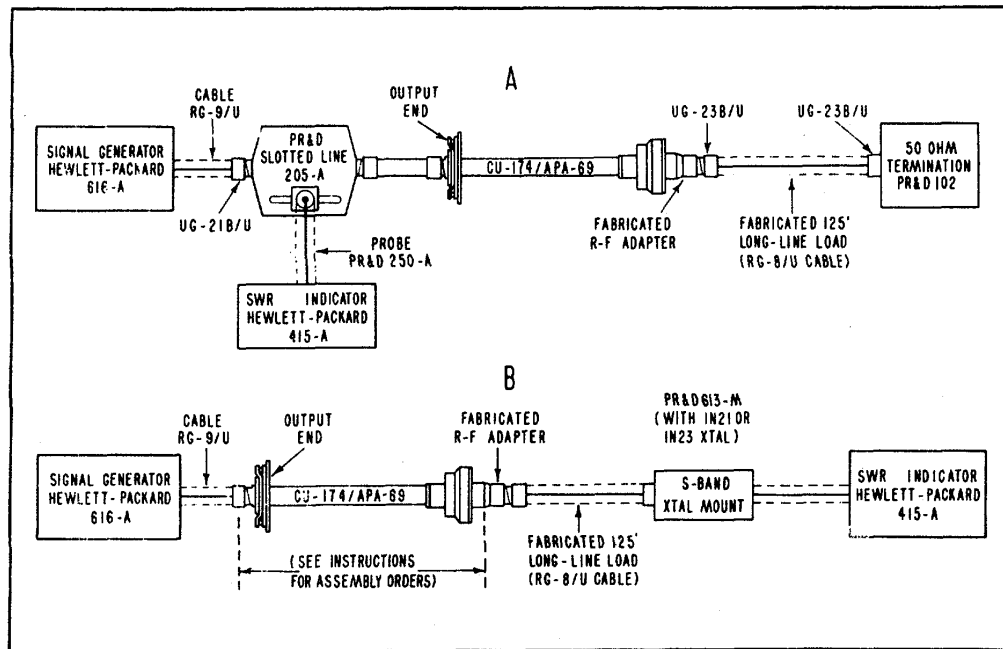 A
CABLE
RG-9/U
OUTPUT
END
UG-23B/U
UG-23B/U
SIGNAL GENERATOR
HEWLETT-PACKARD
616-A
PR&D
SLOTTED LINE
205-A
CU-174/APA-69
50 OHM
TERMINATION
PR&D 102
UG-21B/U
PROBE
PR&D 250-A
FABRICATED
R-F ADAPTER
FABRICATED 125'
LONG-LINE LOAD
(RG-8/U CABLE)
SWR INDICATOR
HEWLETT-PACKARD
415-A
B
CABLE
RG-9/U
OUTPUT
END
FABRICATED
R-F ADAPTER
PR&D 613-M
(WITH IN21 OR
IN23 XTAL)
SIGNAL GENERATOR
HEWLETT-PACKARD
616-A
CU-174/APA-69
S-BAND
XTAL MOUNT
SWR INDICATOR
HEWLETT-PACKARD
415-A
(SEE INSTRUCTIONS
FOR ASSEMBLY ORDERS)
FABRICATED 125'
LONG-LINE LOAD
(RG-8/U CABLE)